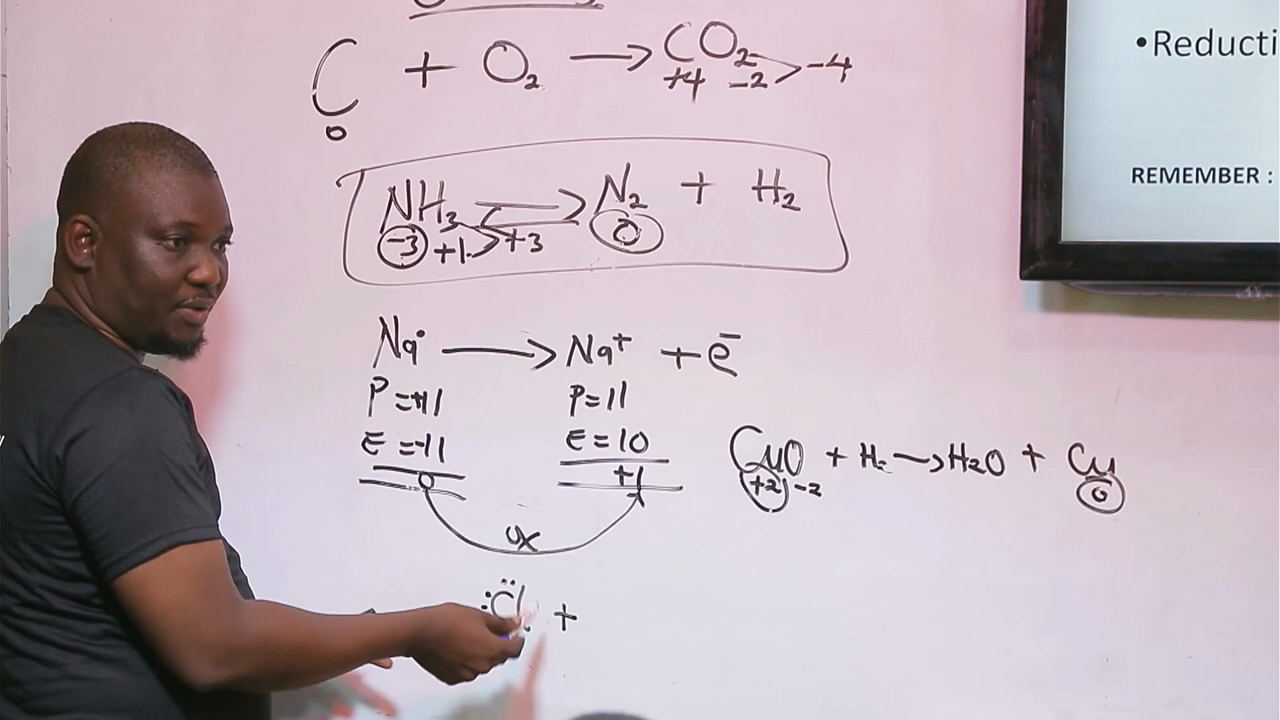 C + O₂ → CO₂
0 +4 -2 > -4
NH₃ ⇌ N₂ + H₂
-3 +1 > +3 0
Na• → Na⁺ + e⁻
P = +11 P = 11
E = -11 E = 10
0 +1
ox
CuO + H₂ → H₂O + Cu
+2 -2 0
Cl +
•Reducti
REMEMBER :